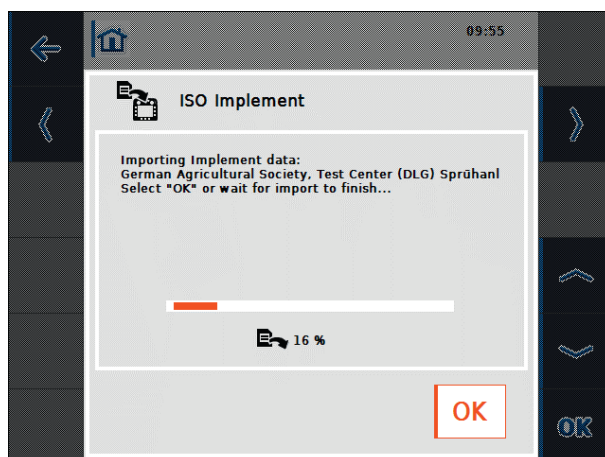 09:55
ISO Implement
Importing Implement data:
German Agricultural Society, Test Center (DLG) Sprühanl
Select "OK" or wait for import to finish...
16 %
OK
OK